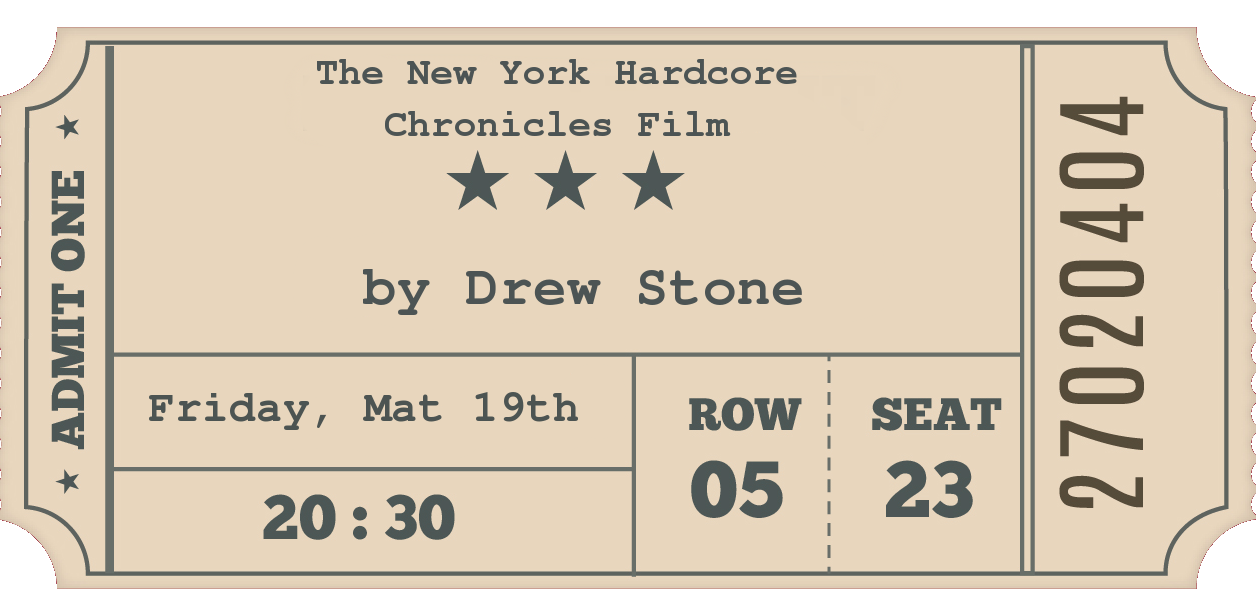 The New York Hardcore
Chronicles Film
by Drew Stone
ADMIT ONE
Friday, Mat 19th
20:30
ROW
05
SEAT
23
27020404